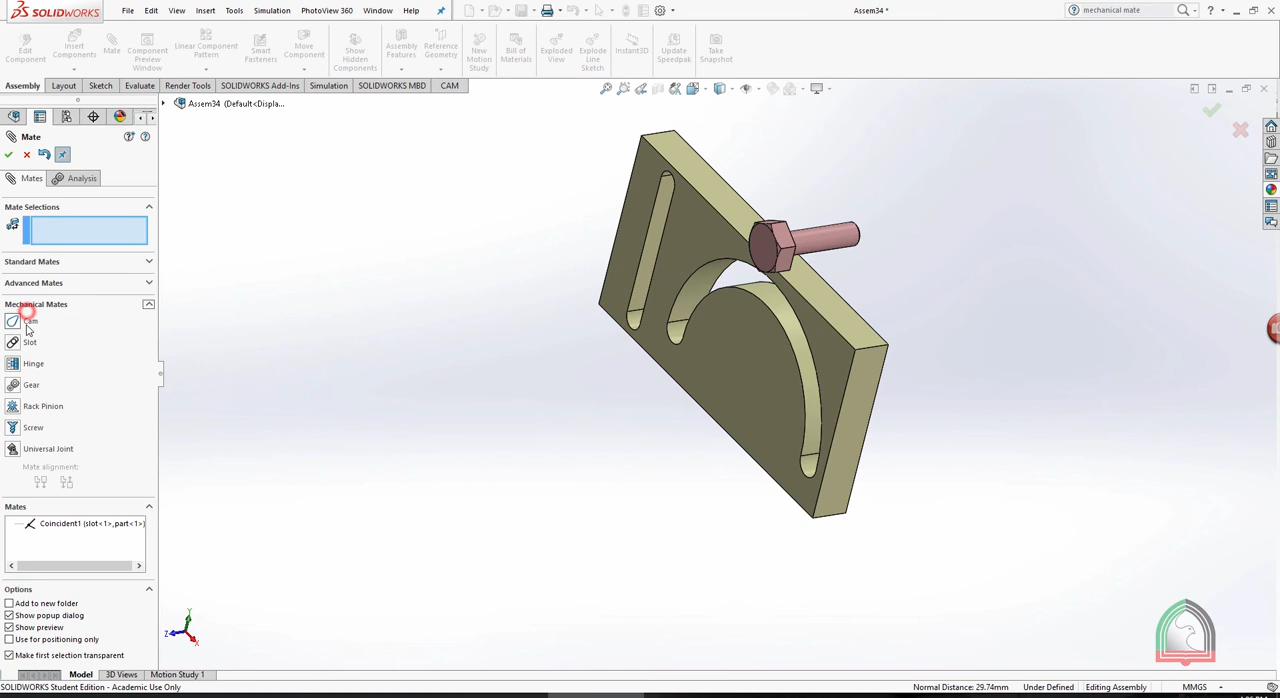 SOLIDWORKS File Edit View Insert Tools Simulation PhotoView 360 Window Help Assem34 * mechanical mate ?
Edit Component
Insert Components
Mate
Component Preview Window
Linear Component Pattern
Smart Fasteners
Move Component
Show Hidden Components
Assembly Features
Reference Geometry
New Motion Study
Bill of Materials
Exploded View
Explode Line Sketch
Instant3D
Update Speedpak
Take Snapshot
Assembly Layout Sketch Evaluate Render Tools SOLIDWORKS Add-Ins Simulation SOLIDWORKS MBD CAM
Assem34 (Default<Displa...
Mate
Mates Analysis
Mate Selections
Standard Mates
Advanced Mates
Mechanical Mates
Cam
Slot
Hinge
Gear
Rack Pinion
Screw
Universal Joint
Mate alignment:
Mates
Coincident1 (slot<1>,part<1>)
Options
Add to new folder
Show popup dialog
Show preview
Use for positioning only
Make first selection transparent
Y
Z
X
Model 3D Views Motion Study 1
SOLIDWORKS Student Edition - Academic Use Only Normal Distance: 29.74mm Under Defined Editing Assembly MMGS